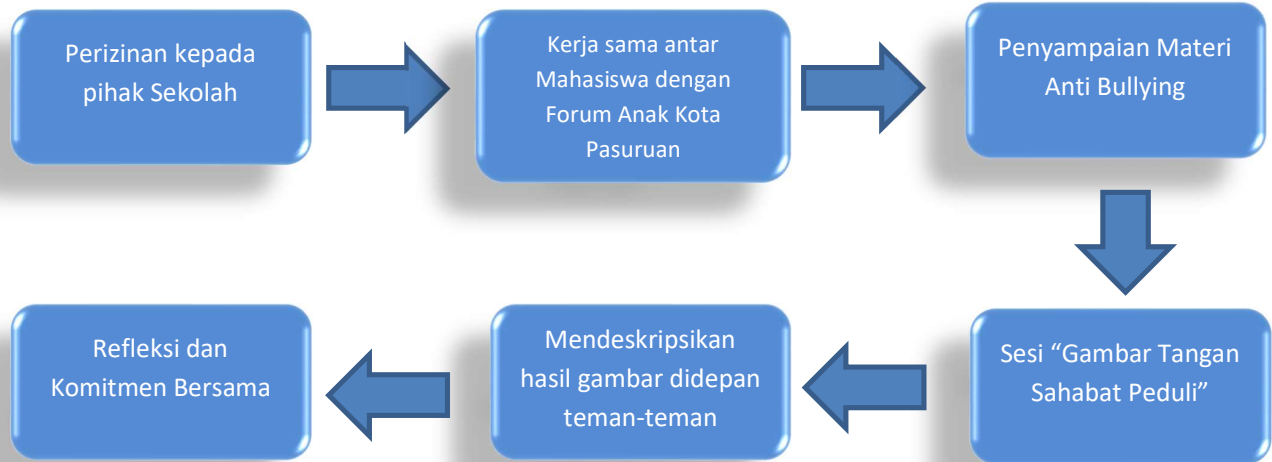 Perizinan kepada
pihak Sekolah
Kerja sama antar
Mahasiswa dengan
Forum Anak Kota
Pasuruan
Penyampaian Materi
Anti Bullying
Sesi “Gambar Tangan
Sahabat Peduli”
Mendeskripsikan
hasil gambar didepan
teman-teman
Refleksi dan
Komitmen Bersama